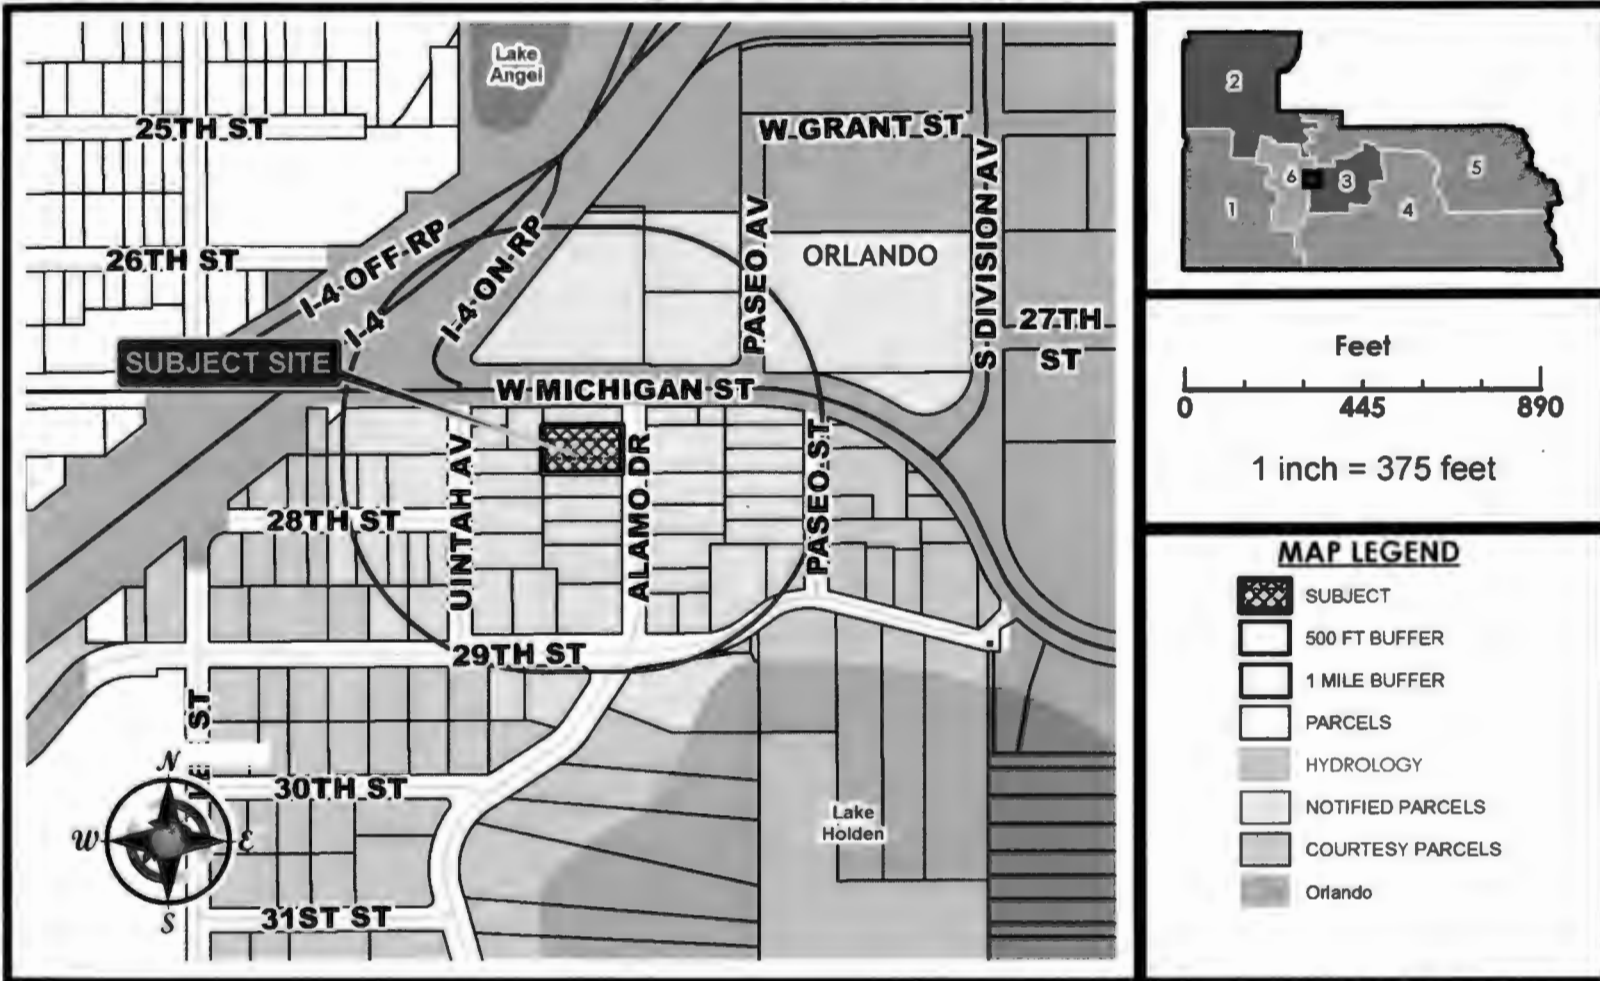 Lake
Angel
25TH ST
W GRANT ST
S DIVISION AV
PASEO AV
26TH ST
I-4 OFF-RP
I-4
I-4 ON-RP
ORLANDO
27TH
ST
SUBJECT SITE
W MICHIGAN ST
UINTAH AV
ALAMO DR
PASEO ST
28TH ST
29TH ST
ST
30TH ST
31ST ST
Lake
Holden
N
W
E
S
2
6
3
5
1
4
Feet
0 445 890
1 inch = 375 feet
MAP LEGEND
SUBJECT
500 FT BUFFER
1 MILE BUFFER
PARCELS
HYDROLOGY
NOTIFIED PARCELS
COURTESY PARCELS
Orlando